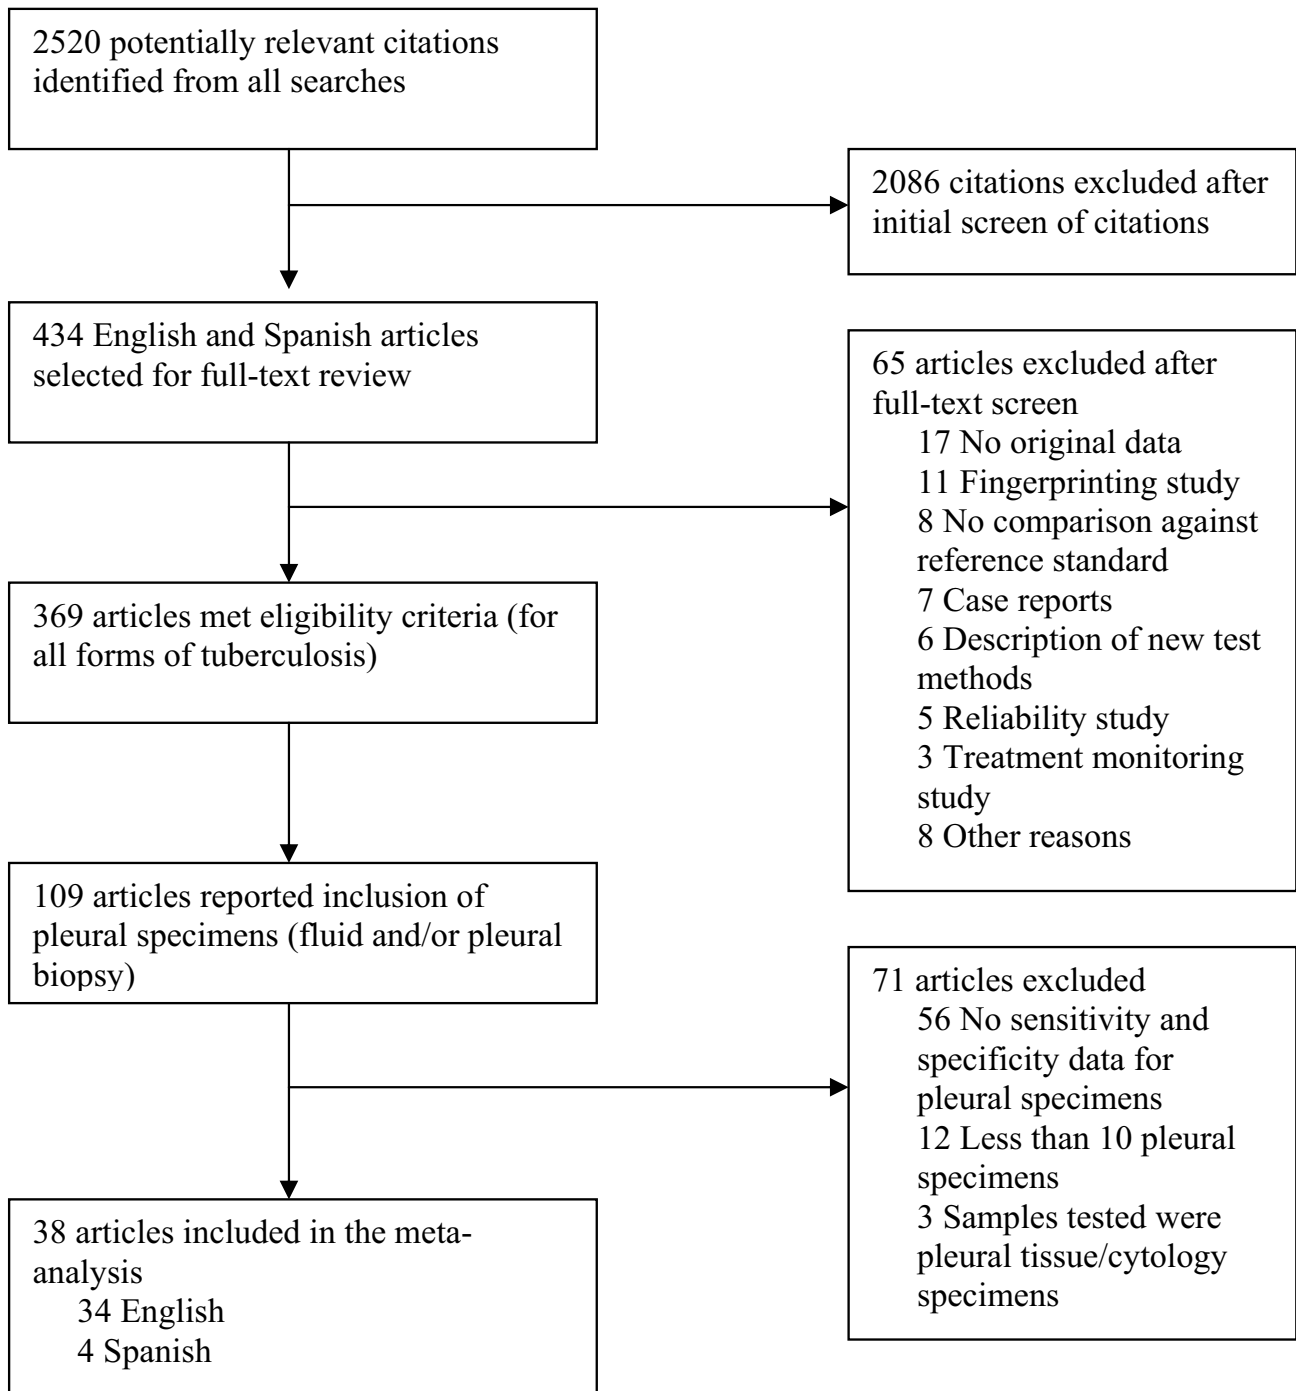 2520 potentially relevant citations
identified from all searches
2086 citations excluded after
initial screen of citations
434 English and Spanish articles
selected for full-text review
65 articles excluded after
full-text screen
17 No original data
11 Fingerprinting study
8 No comparison against
reference standard
7 Case reports
6 Description of new test
methods
5 Reliability study
3 Treatment monitoring
study
8 Other reasons
369 articles met eligibility criteria (for
all forms of tuberculosis)
109 articles reported inclusion of
pleural specimens (fluid and/or pleural
biopsy)
71 articles excluded
56 No sensitivity and
specificity data for
pleural specimens
12 Less than 10 pleural
specimens
3 Samples tested were
pleural tissue/cytology
specimens
38 articles included in the meta-
analysis
34 English
4 Spanish